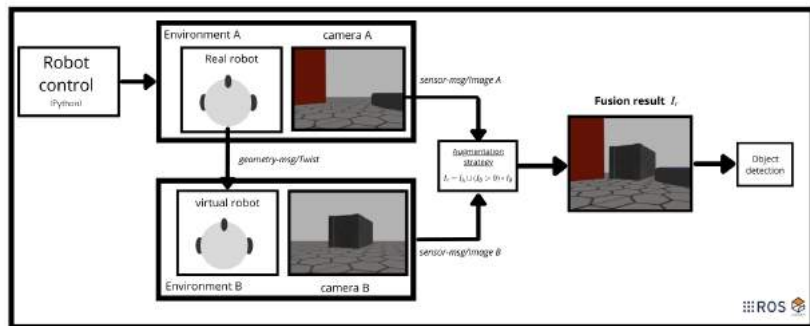 Environment A
camera A
Robot
control
(Python)
Real robot
sensor-msg/Image A
Fusion result I_r
geometry-msg/Twist
Augmentation
strategy
Object
detection
virtual robot
sensor-msg/Image B
Environment B
camera B
ROS